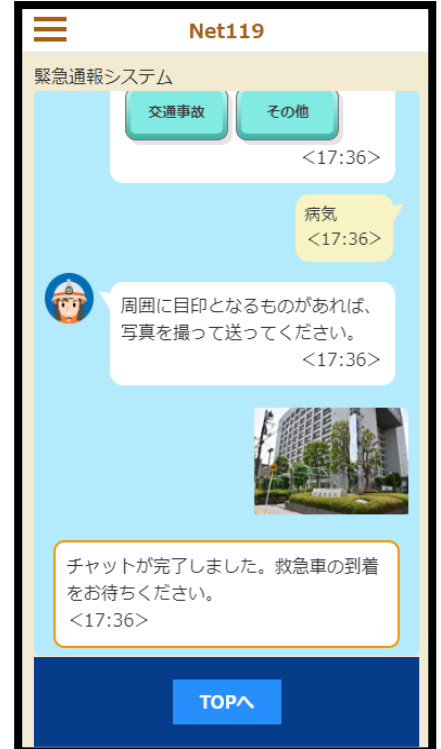 Net119
緊急通報システム
交通事故
その他
<17:36>
病気
<17:36>
周囲に目印となるものがあれば、
写真を撮って送ってください。
<17:36>
チャットが完了しました。救急車の到着
をお待ちください。
<17:36>
TOPへ